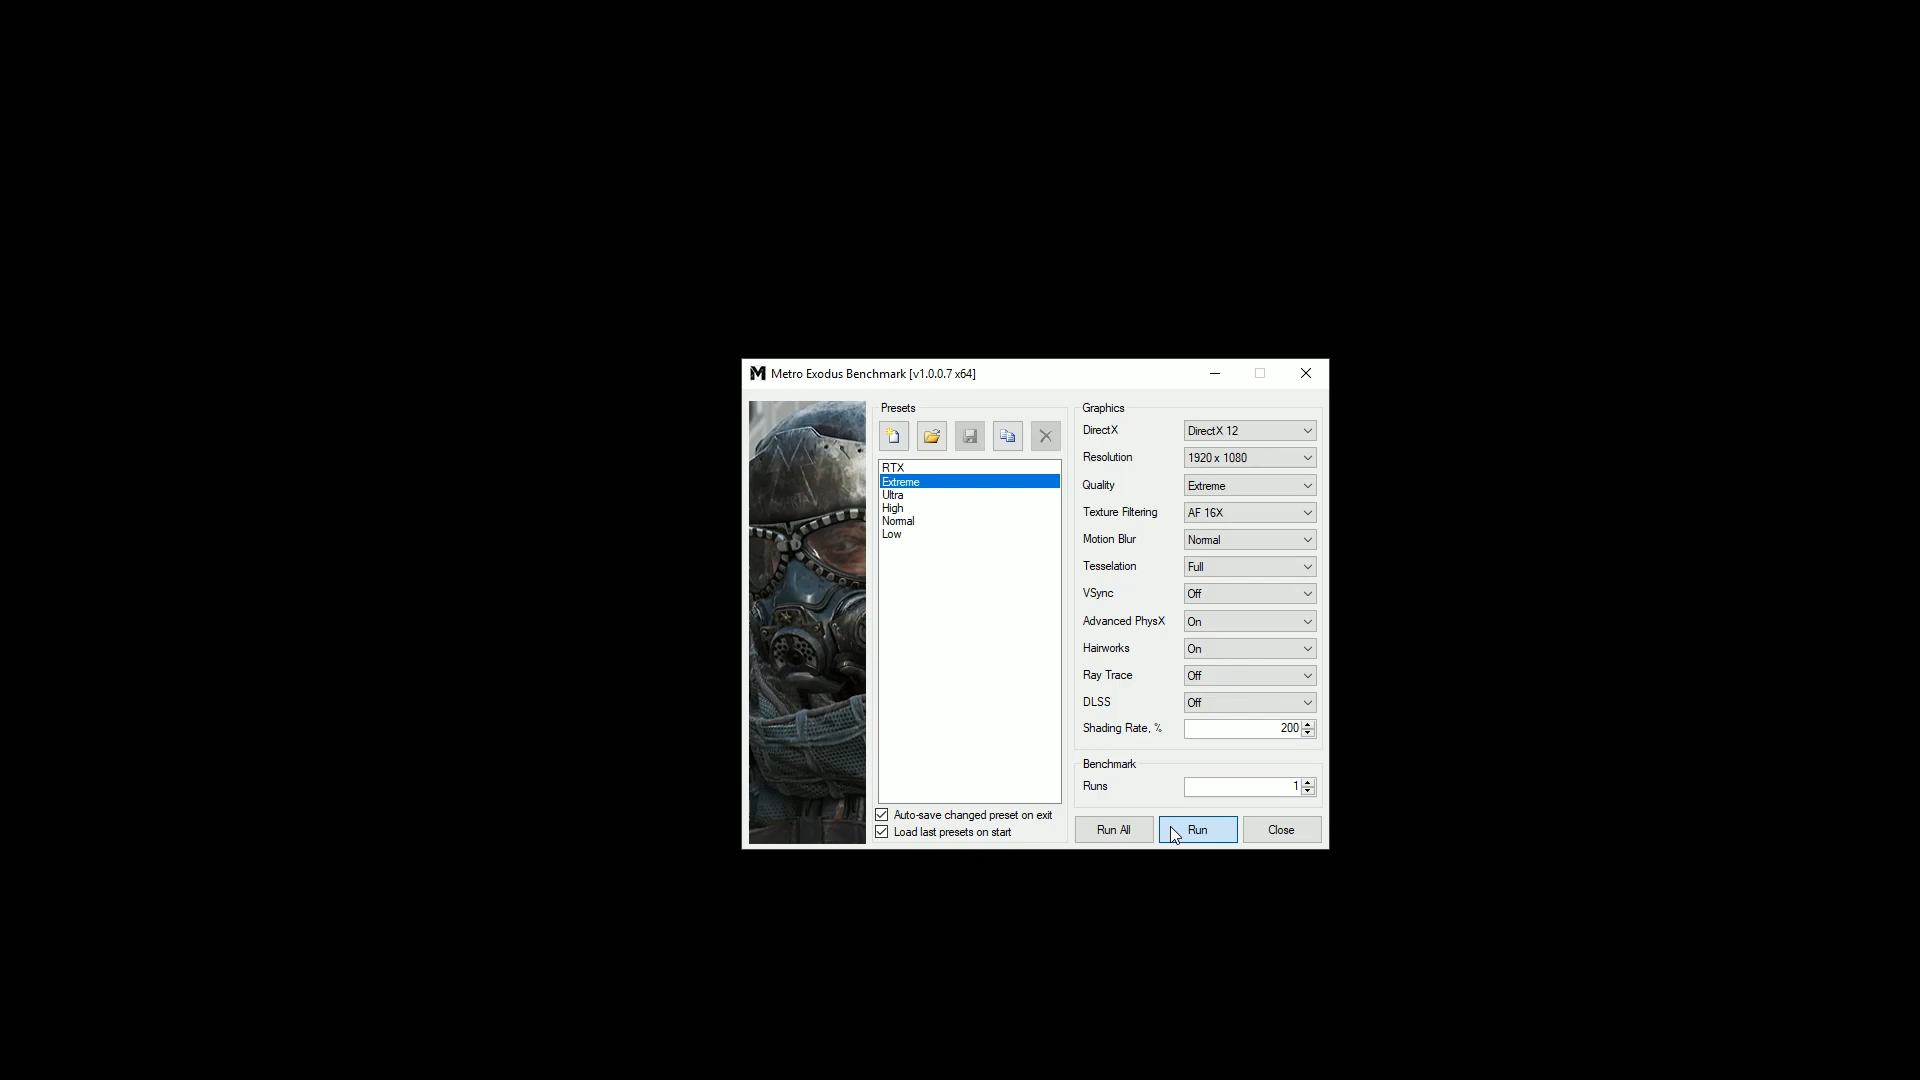 Metro Exodus Benchmark [v1.0.0.7 x64]
Presets
RTX
Extreme
Ultra
High
Normal
Low
Auto-save changed preset on exit
Load last presets on start
Graphics
DirectX DirectX 12
Resolution 1920 x 1080
Quality Extreme
Texture Filtering AF 16X
Motion Blur Normal
Tesselation Full
VSync Off
Advanced PhysX On
Hairworks On
Ray Trace Off
DLSS Off
Shading Rate, % 200
Benchmark
Runs 1
Run All Run Close